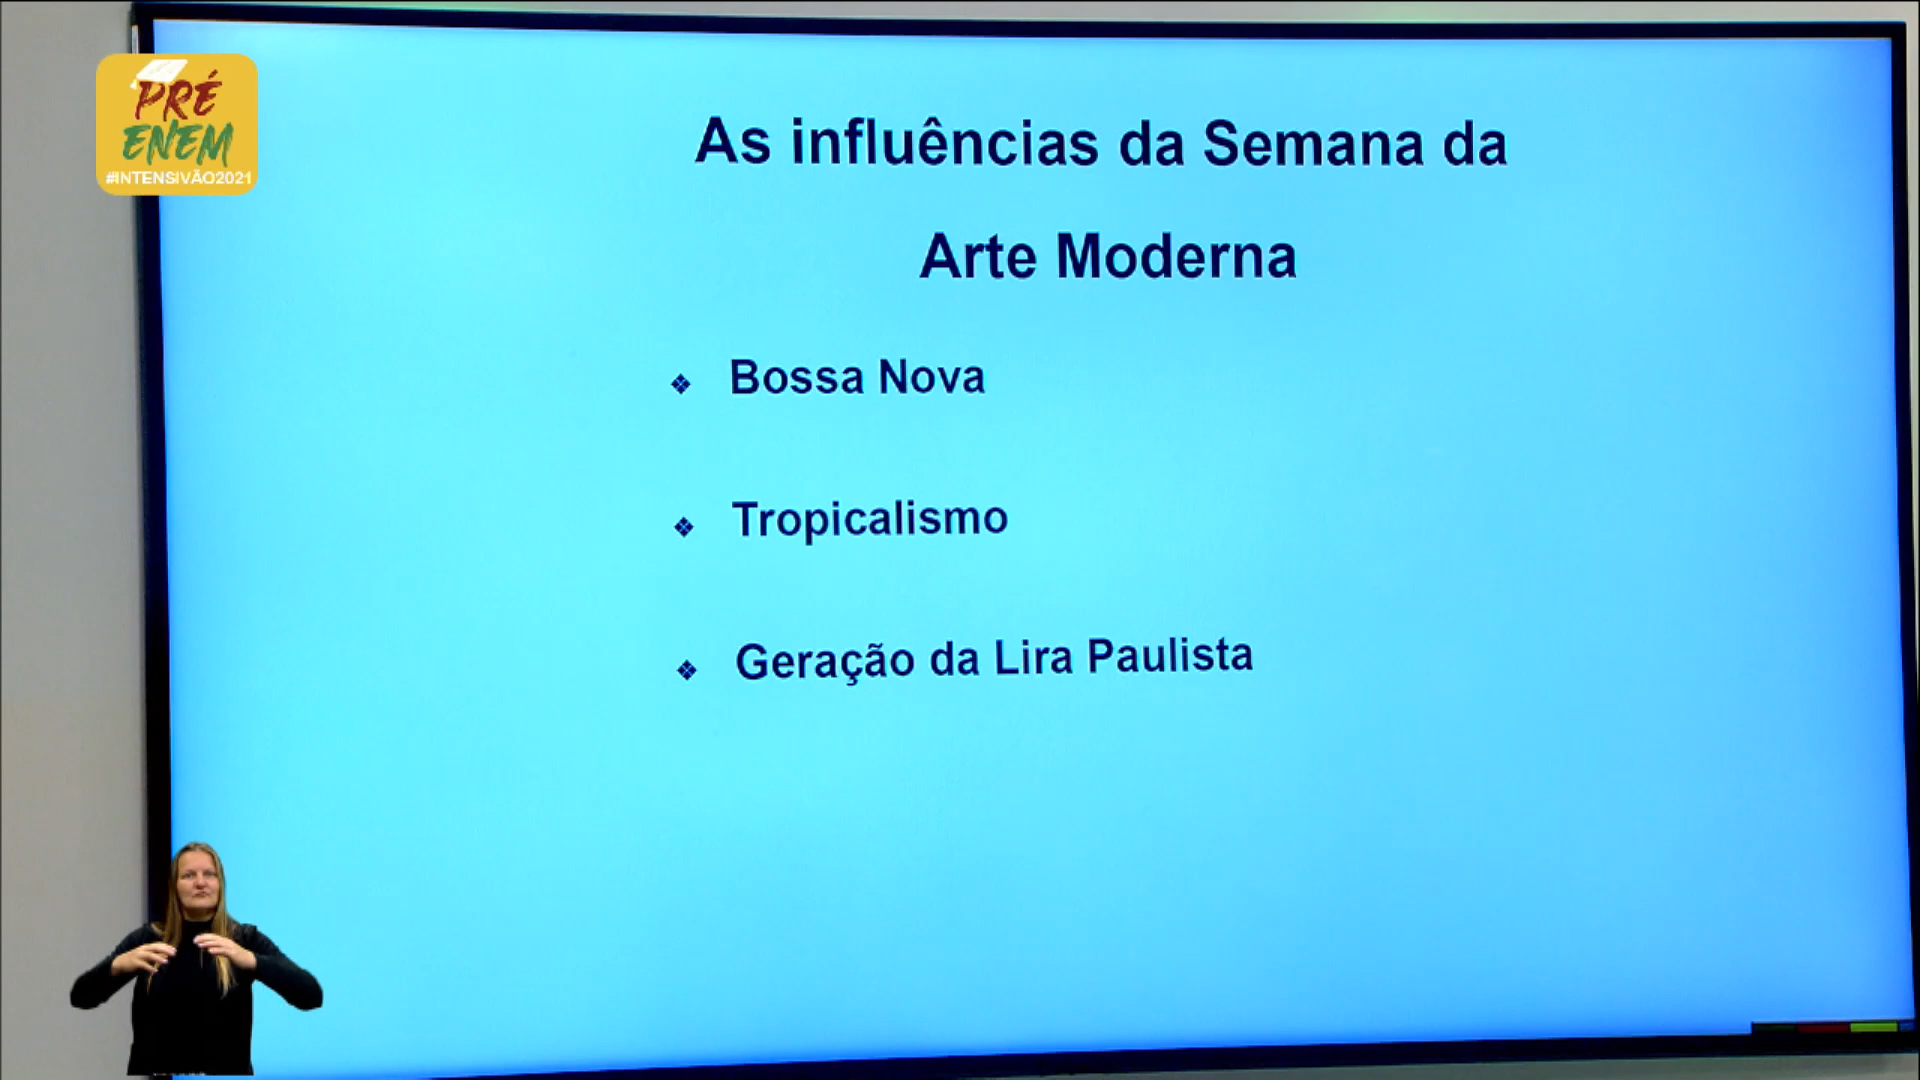 PRÉ
ENEM
#INTENSIVÃO2021
As influências da Semana da
Arte Moderna
❖ Bossa Nova
❖ Tropicalismo
❖ Geração da Lira Paulista